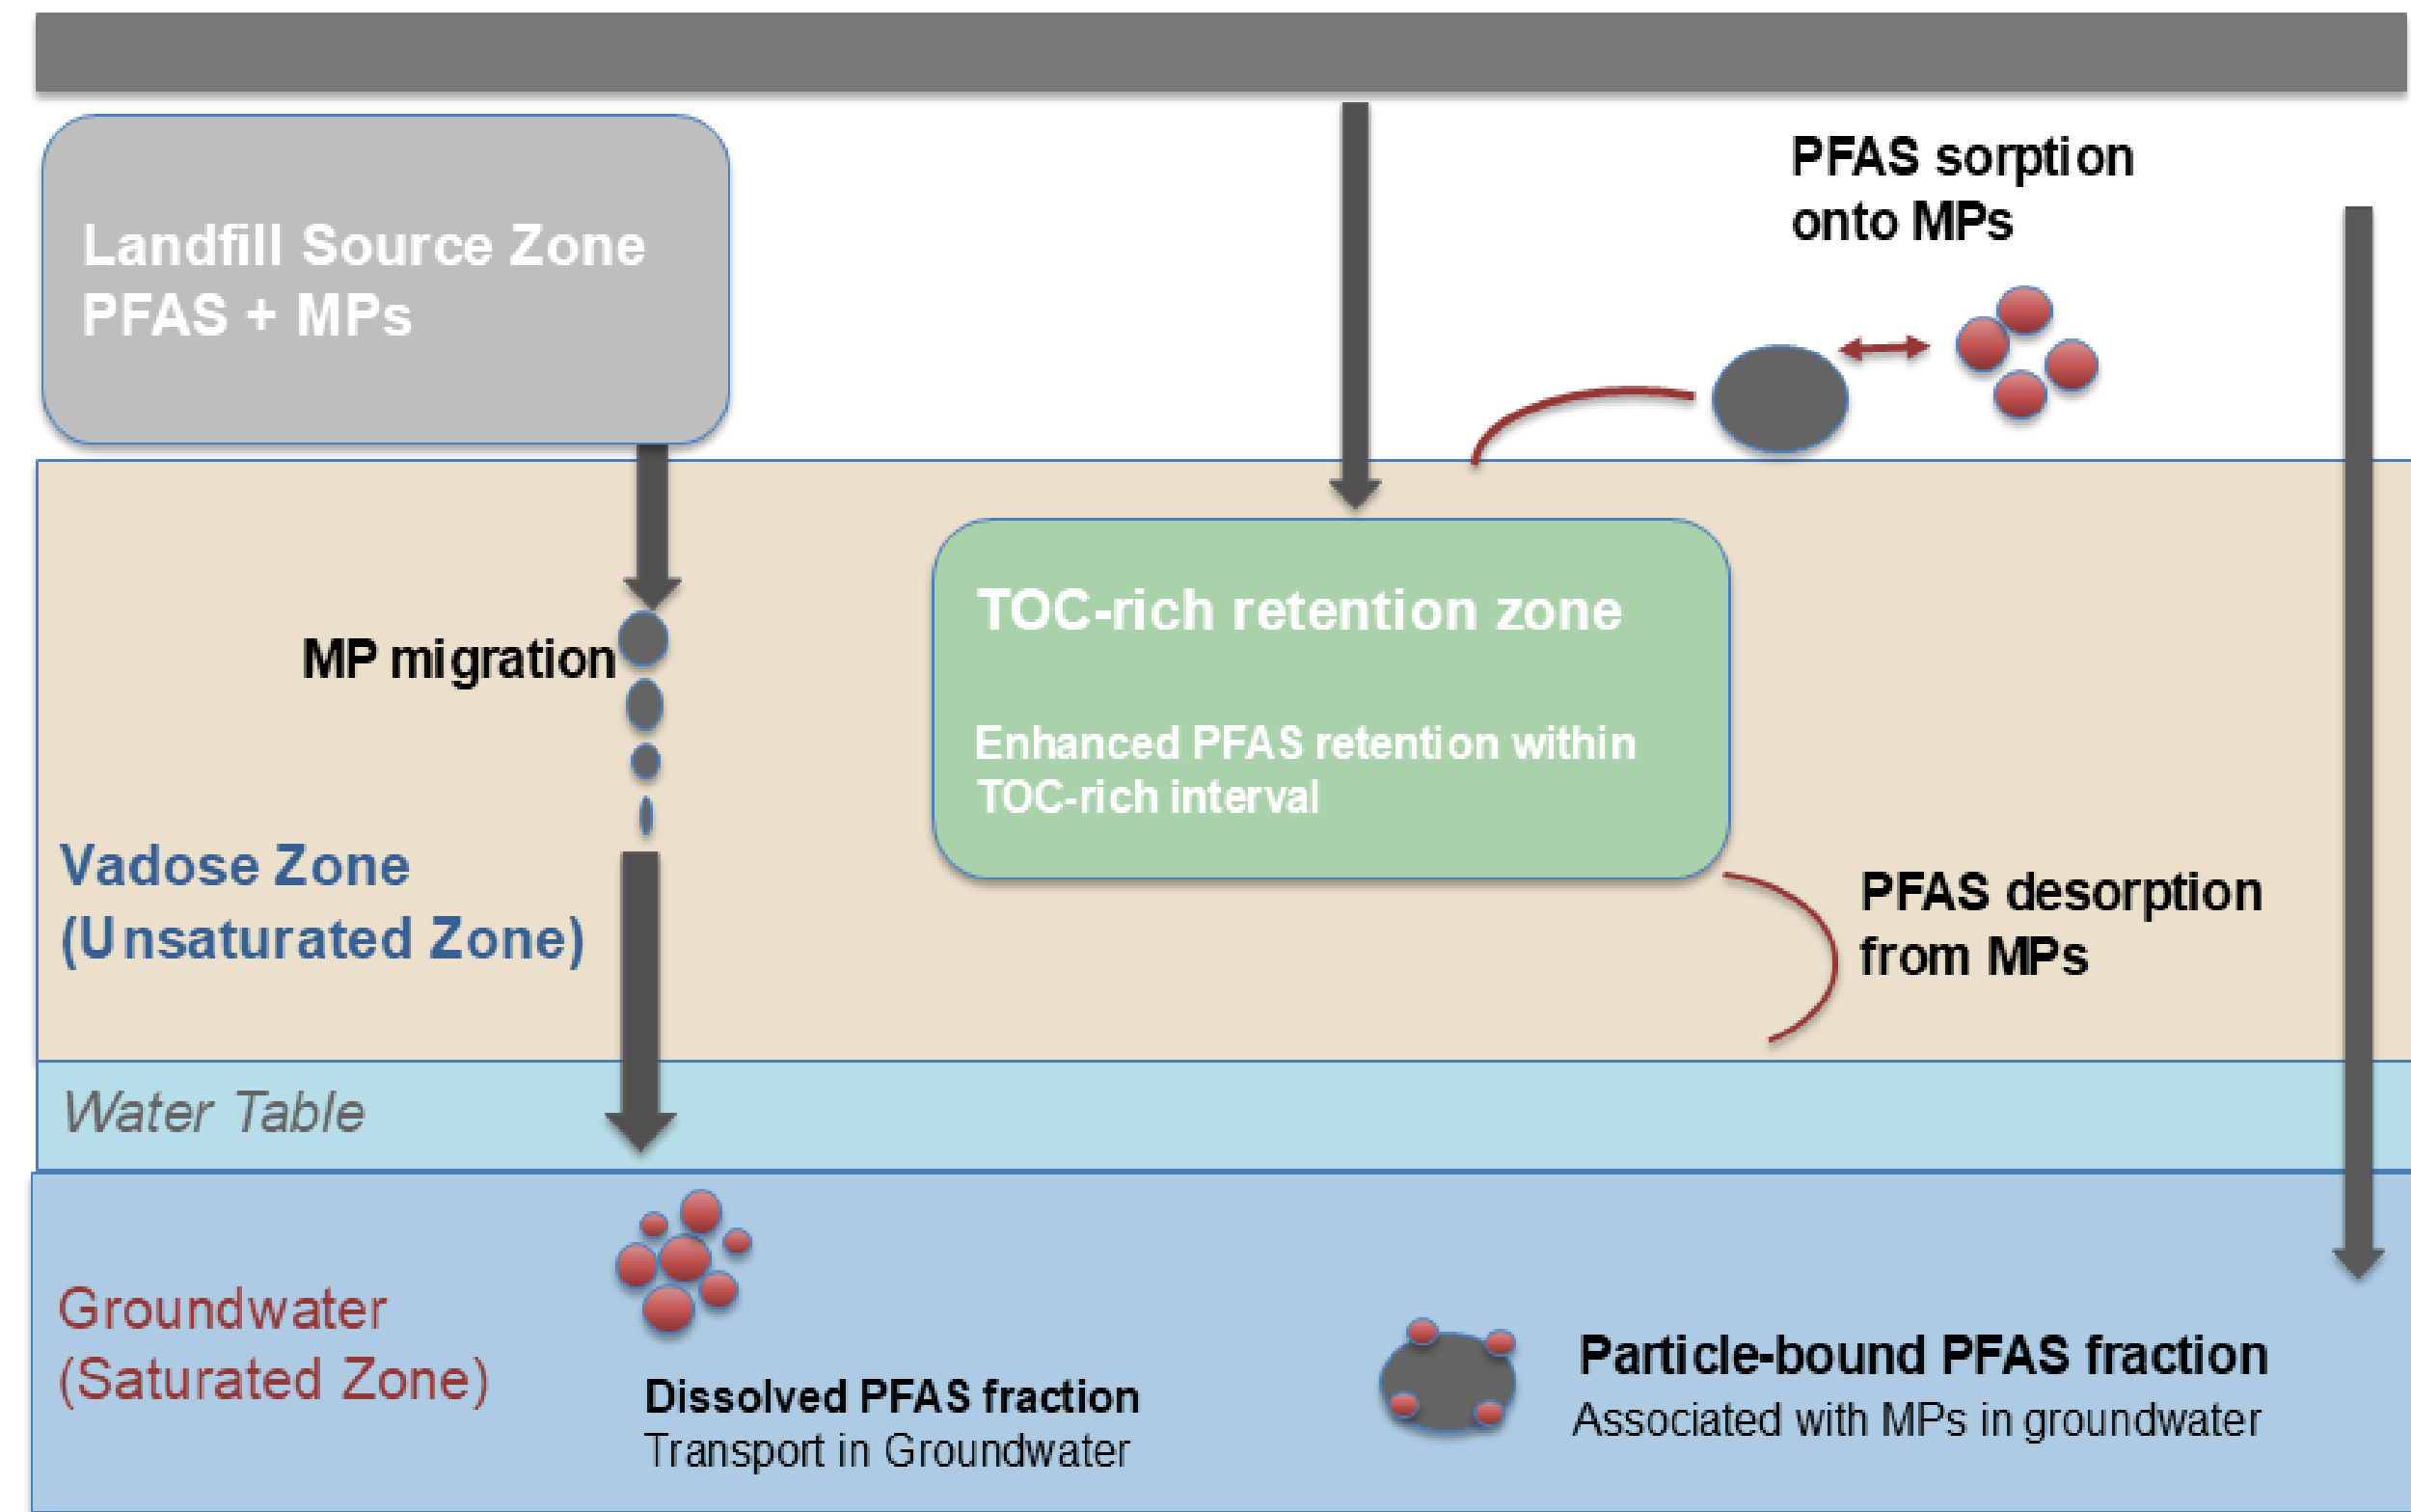 Landfill Source Zone
PFAS + MPs
PFAS sorption
onto MPs
MP migration
TOC-rich retention zone
Enhanced PFAS retention within
TOC-rich interval
Vadose Zone
(Unsaturated Zone)
PFAS desorption
from MPs
Water Table
Groundwater
(Saturated Zone)
Dissolved PFAS fraction
Transport in Groundwater
Particle-bound PFAS fraction
Associated with MPs in groundwater